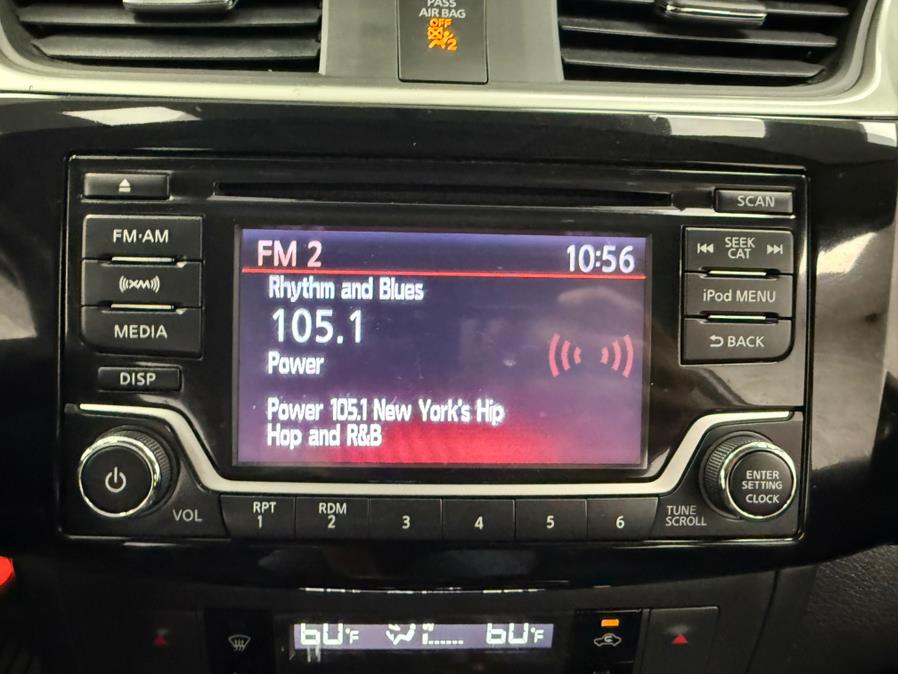 PASS
AIR BAG
OFF
2
SCAN
FM·AM
SEEK
CAT
XM
iPod MENU
MEDIA
BACK
DISP
FM 2 10:56
Rhythm and Blues
105.1
Power
Power 105.1 New York's Hip
Hop and R&B
VOL
RPT
1
RDM
2
3
4
5
6
TUNE
SCROLL
ENTER
SETTING
CLOCK
60°F
60°F